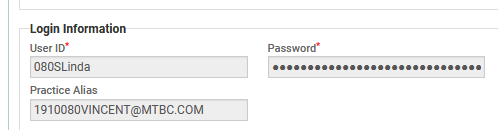 Login Information
User ID* Password*
080SLinda ••••••••••••••••••••••••••••••
Practice Alias
1910080VINCENT@MTBC.COM